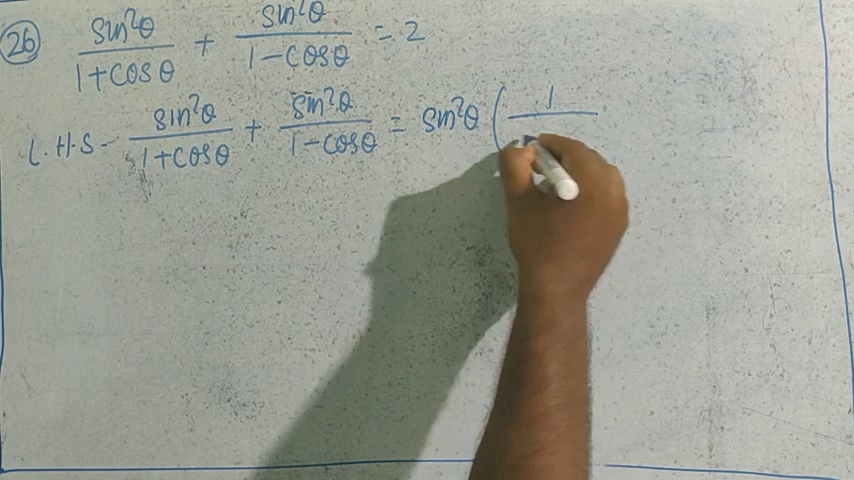 26 sin²θ/1+cosθ + sin²θ/1-cosθ = 2
L.H.S - sin²θ/1+cosθ + sin²θ/1-cosθ = sin²θ ( 1/